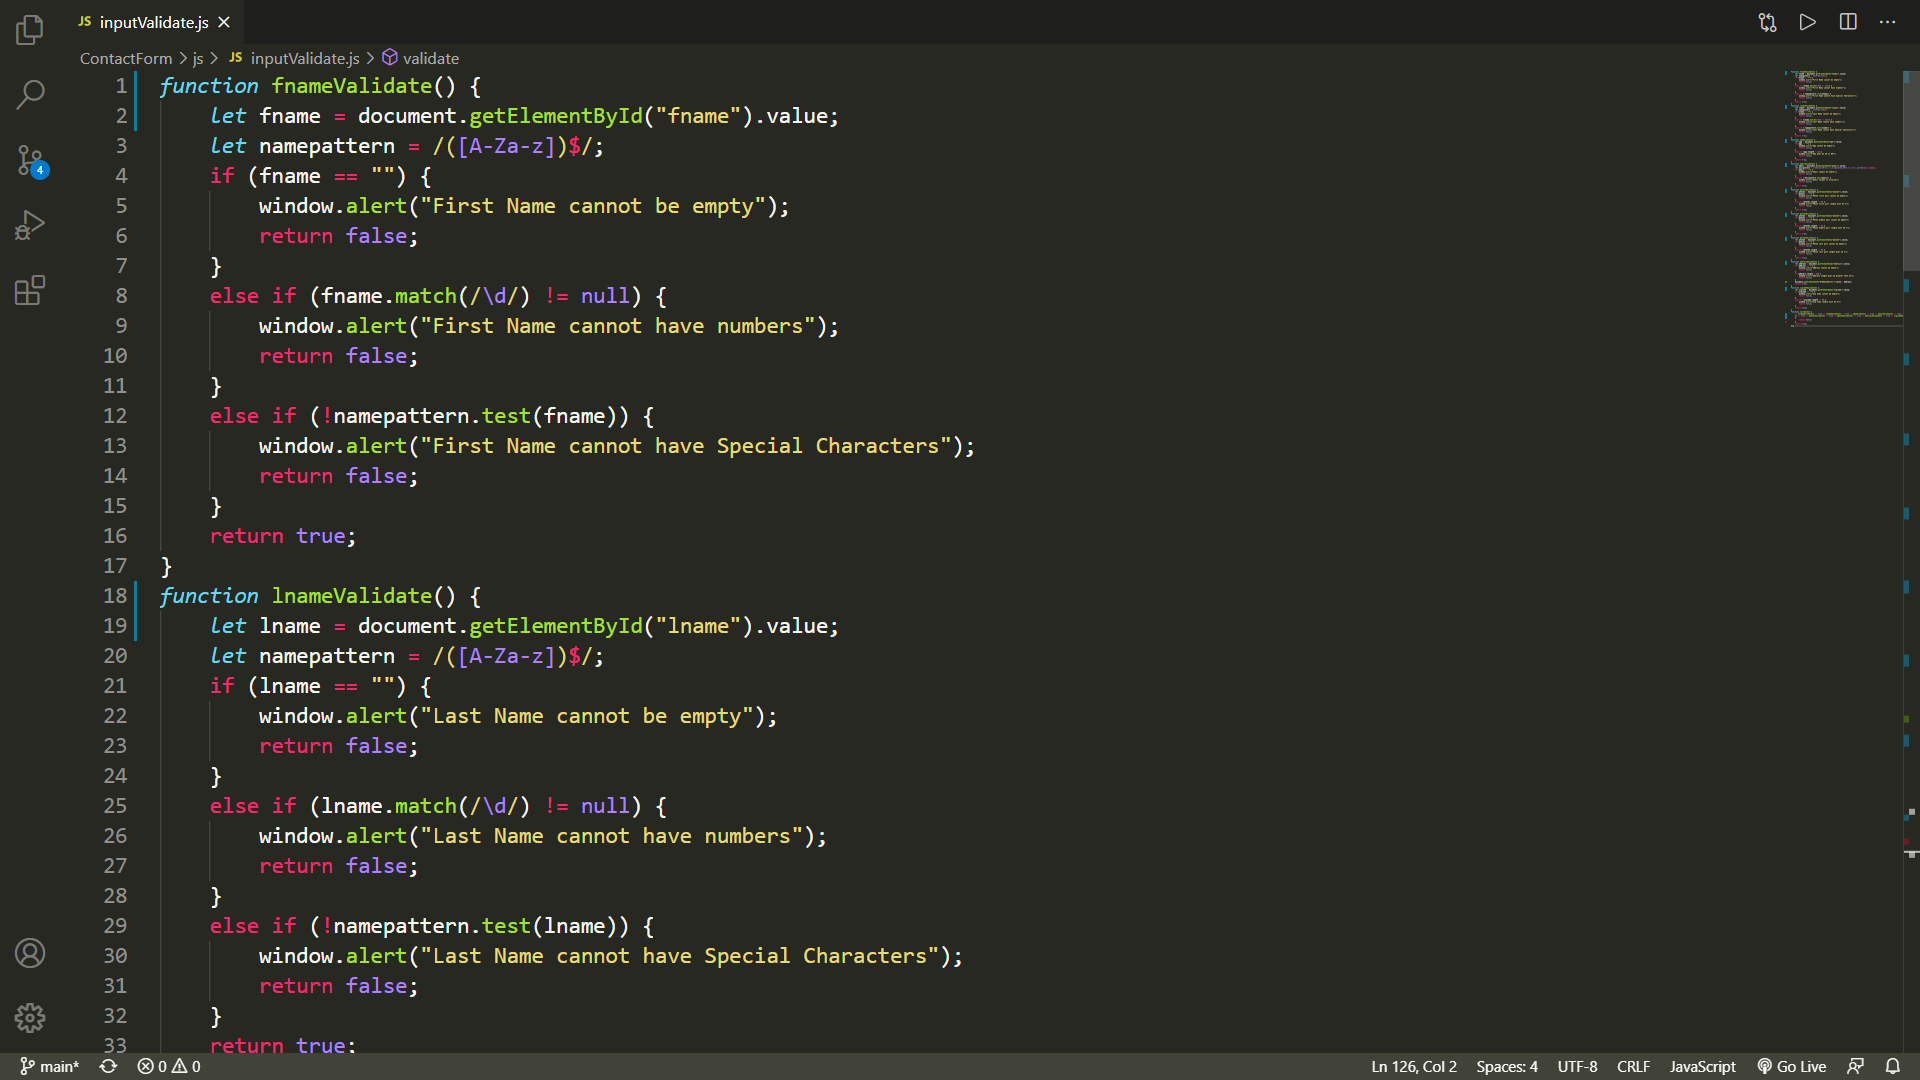 JS inputValidate.js
ContactForm > js > JS inputValidate.js > validate
1 function fnameValidate() {
2     let fname = document.getElementById("fname").value;
3     let namepattern = /([A-Za-z])$/;
4     if (fname == "") {
5         window.alert("First Name cannot be empty");
6         return false;
7     }
8     else if (fname.match(/\d/) != null) {
9         window.alert("First Name cannot have numbers");
10         return false;
11     }
12     else if (!namepattern.test(fname)) {
13         window.alert("First Name cannot have Special Characters");
14         return false;
15     }
16     return true;
17 }
18 function lnameValidate() {
19     let lname = document.getElementById("lname").value;
20     let namepattern = /([A-Za-z])$/;
21     if (lname == "") {
22         window.alert("Last Name cannot be empty");
23         return false;
24     }
25     else if (lname.match(/\d/) != null) {
26         window.alert("Last Name cannot have numbers");
27         return false;
28     }
29     else if (!namepattern.test(lname)) {
30         window.alert("Last Name cannot have Special Characters");
31         return false;
32     }
33     return true;
4
main* 0 0 Ln 126, Col 2 Spaces: 4 UTF-8 CRLF JavaScript Go Live